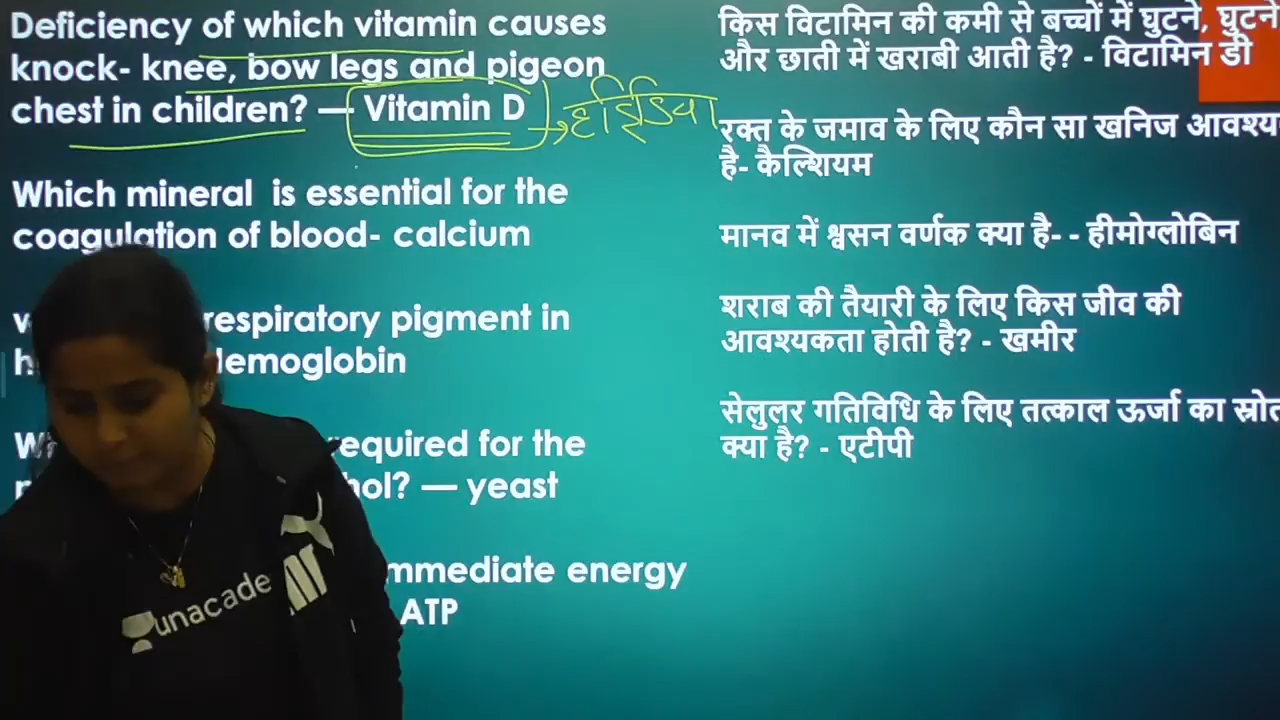 Deficiency of which vitamin causes
knock- knee, bow legs and pigeon
chest in children? — Vitamin D
Which mineral  is essential for the
coagulation of blood- calcium
respiratory pigment in
emoglobin
equired for the
hol? — yeast
mmediate energy
ATP
किस विटामिन की कमी से बच्चों में घुटने, घुटने
और छाती में खराबी आती है? - विटामिन डी
रक्त के जमाव के लिए कौन सा खनिज आवश्य
है- कैल्शियम
मानव में श्वसन वर्णक क्या है- - हीमोग्लोबिन
शराब की तैयारी के लिए किस जीव की
आवश्यकता होती है? - खमीर
सेलुलर गतिविधि के लिए तत्काल ऊर्जा का स्रोत
क्या है? - एटीपी
unacade